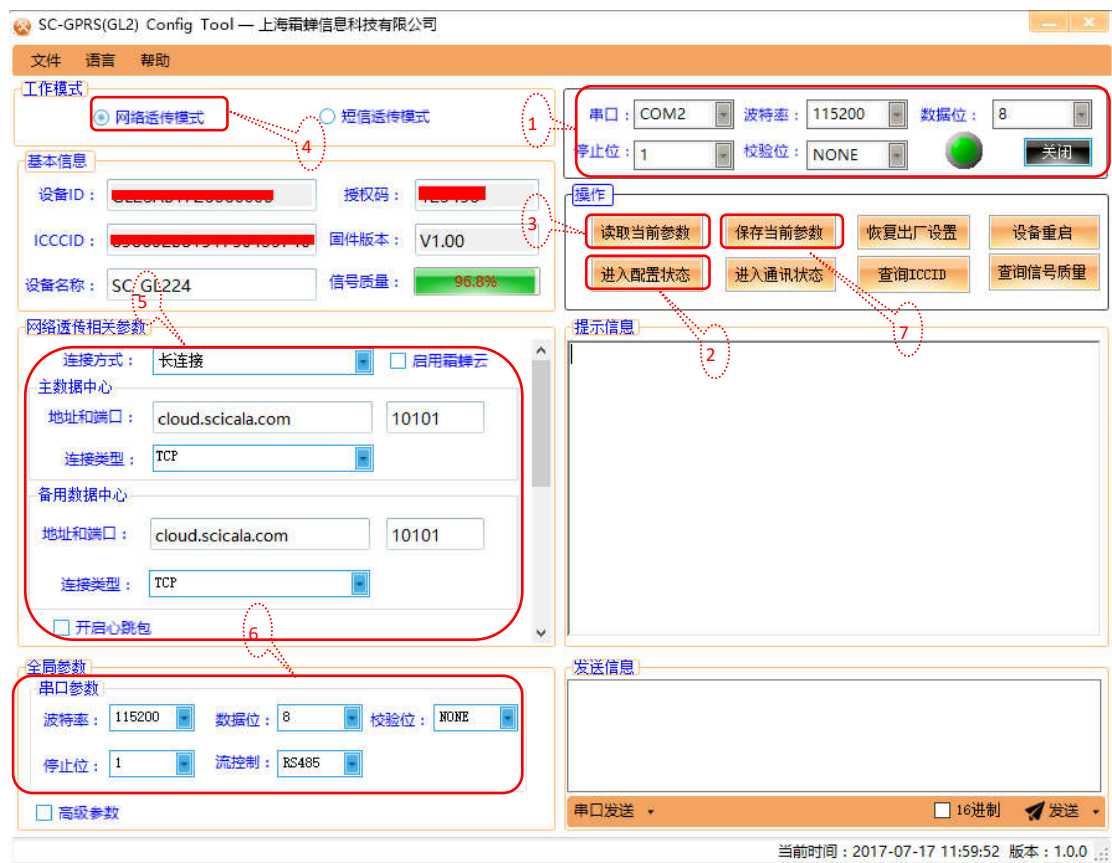 SC-GPRS(GL2) Config Tool — 上海霜蝉信息科技有限公司
文件 语言 帮助
工作模式
网络透传模式 短信透传模式
4
1
串口： COM2 波特率： 115200 数据位： 8
停止位： 1 校验位： NONE 关闭
基本信息
设备ID： 授权码：
ICCCID： 固件版本： V1.00
设备名称： SC_GL224 信号质量： 96.8%
5
操作
3
读取当前参数 保存当前参数 恢复出厂设置 设备重启
进入配置状态 进入通讯状态 查询ICCID 查询信号质量
2
7
网络透传相关参数
连接方式： 长连接 启用霜蝉云
主数据中心
地址和端口： cloud.scicala.com 10101
连接类型： TCP
备用数据中心
地址和端口： cloud.scicala.com 10101
连接类型： TCP
开启心跳包
6
提示信息
全局参数
串口参数
波特率： 115200 数据位： 8 校验位： NONE
停止位： 1 流控制： RS485
高级参数
发送信息
串口发送 16进制 发送
当前时间：2017-07-17 11:59:52 版本：1.0.0